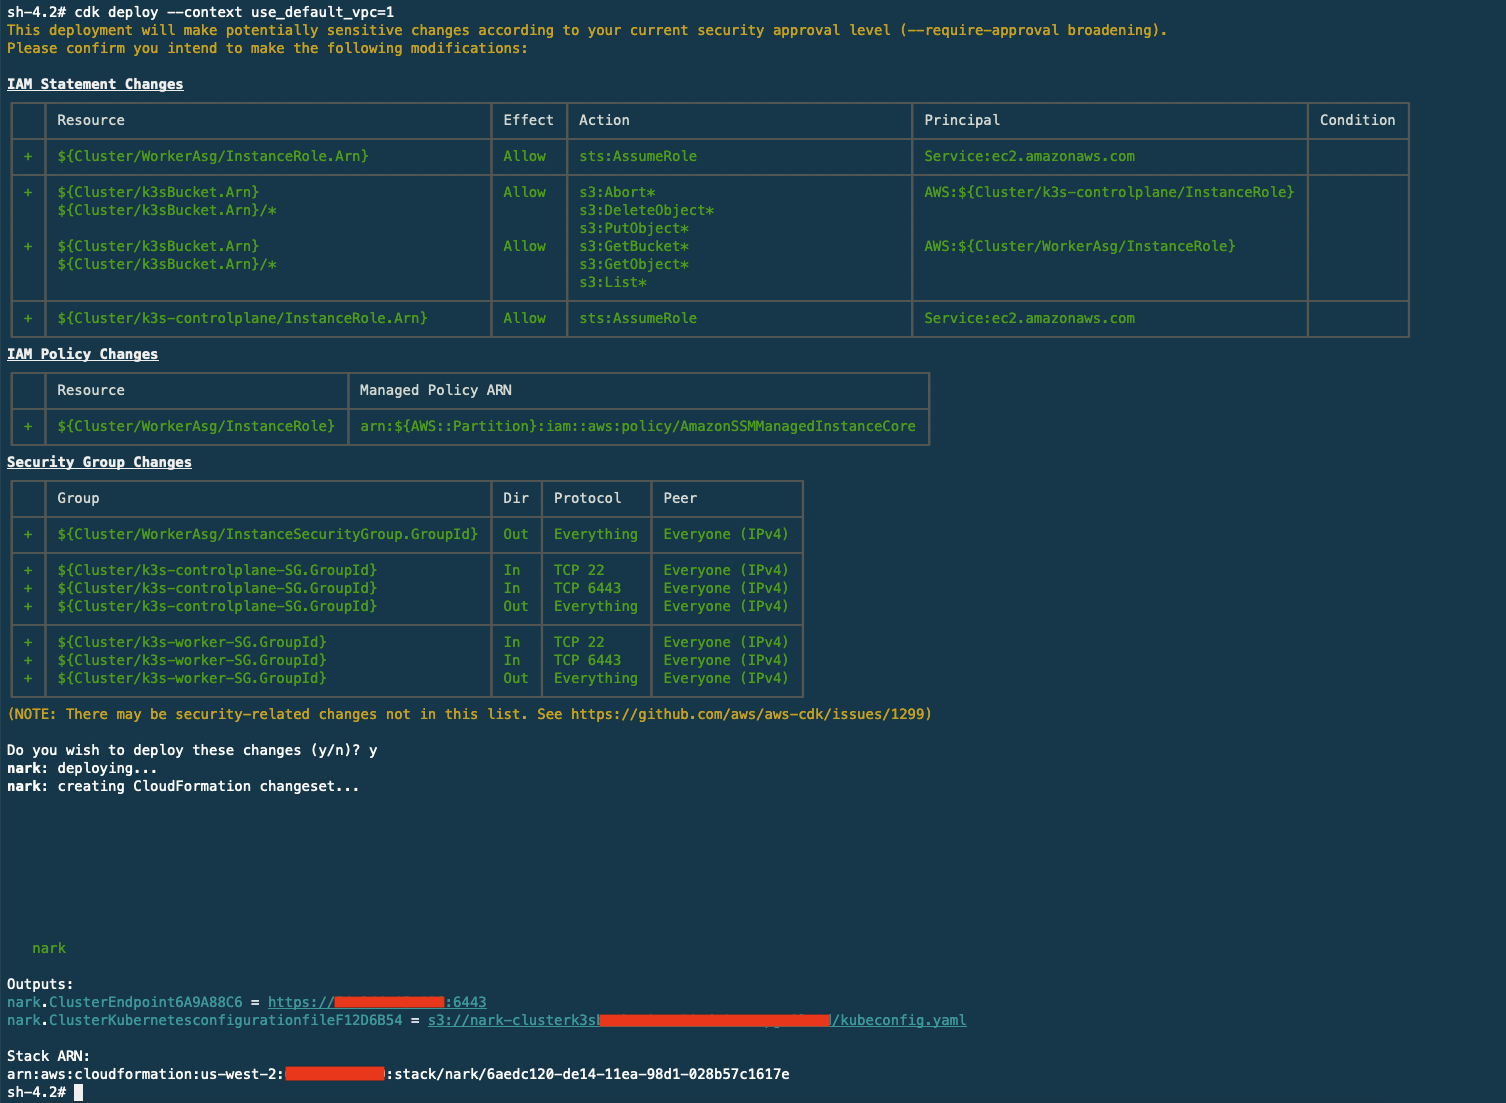 sh-4.2# cdk deploy --context use_default_vpc=1
This deployment will make potentially sensitive changes according to your current security approval level (--require-approval broadening).
Please confirm you intend to make the following modifications:
IAM Statement Changes
Resource Effect Action Principal Condition
+ ${Cluster/WorkerAsg/InstanceRole.Arn} Allow sts:AssumeRole Service:ec2.amazonaws.com
+ ${Cluster/k3sBucket.Arn} Allow s3:Abort* AWS:${Cluster/k3s-controlplane/InstanceRole}
${Cluster/k3sBucket.Arn}/* s3:DeleteObject*
s3:PutObject*
+ ${Cluster/k3sBucket.Arn} Allow s3:GetBucket* AWS:${Cluster/WorkerAsg/InstanceRole}
${Cluster/k3sBucket.Arn}/* s3:GetObject*
s3:List*
+ ${Cluster/k3s-controlplane/InstanceRole.Arn} Allow sts:AssumeRole Service:ec2.amazonaws.com
IAM Policy Changes
Resource Managed Policy ARN
+ ${Cluster/WorkerAsg/InstanceRole} arn:${AWS::Partition}:iam::aws:policy/AmazonSSMManagedInstanceCore
Security Group Changes
Group Dir Protocol Peer
+ ${Cluster/WorkerAsg/InstanceSecurityGroup.GroupId} Out Everything Everyone (IPv4)
+ ${Cluster/k3s-controlplane-SG.GroupId} In TCP 22 Everyone (IPv4)
+ ${Cluster/k3s-controlplane-SG.GroupId} In TCP 6443 Everyone (IPv4)
+ ${Cluster/k3s-controlplane-SG.GroupId} Out Everything Everyone (IPv4)
+ ${Cluster/k3s-worker-SG.GroupId} In TCP 22 Everyone (IPv4)
+ ${Cluster/k3s-worker-SG.GroupId} In TCP 6443 Everyone (IPv4)
+ ${Cluster/k3s-worker-SG.GroupId} Out Everything Everyone (IPv4)
(NOTE: There may be security-related changes not in this list. See https://github.com/aws/aws-cdk/issues/1299)
Do you wish to deploy these changes (y/n)? y
nark: deploying...
nark: creating CloudFormation changeset...
nark
Outputs:
nark.ClusterEndpoint6A9A88C6 = https:// :6443
nark.ClusterKubernetesconfigurationfileF12D6B54 = s3://nark-clusterk3s /kubeconfig.yaml
Stack ARN:
arn:aws:cloudformation:us-west-2: :stack/nark/6aedc120-de14-11ea-98d1-028b57c1617e
sh-4.2#